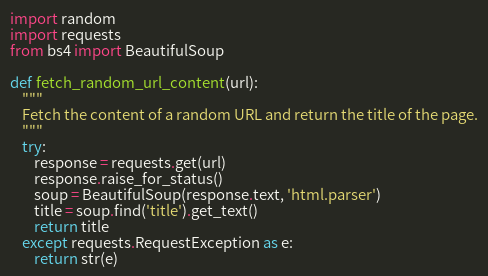 import random
import requests
from bs4 import BeautifulSoup

def fetch_random_url_content(url):
    """
    Fetch the content of a random URL and return the title of the page.
    """
    try:
        response = requests.get(url)
        response.raise_for_status()
        soup = BeautifulSoup(response.text, 'html.parser')
        title = soup.find('title').get_text()
        return title
    except requests.RequestException as e:
        return str(e)